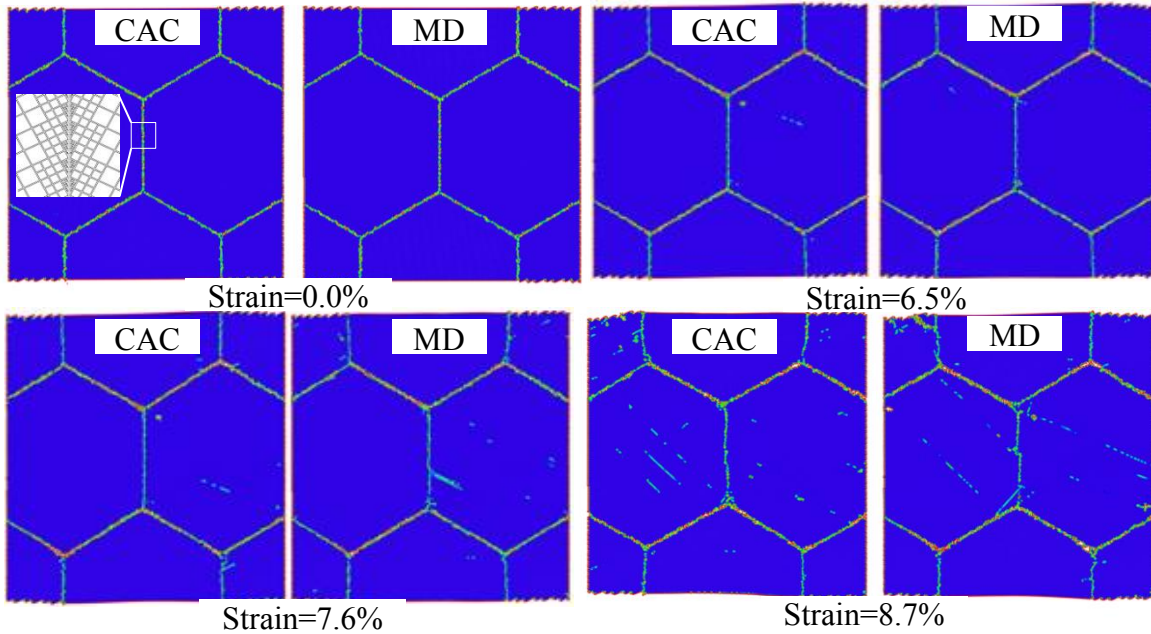 CAC
MD
CAC
MD
Strain=0.0%
Strain=6.5%
CAC
MD
CAC
MD
Strain=7.6%
Strain=8.7%